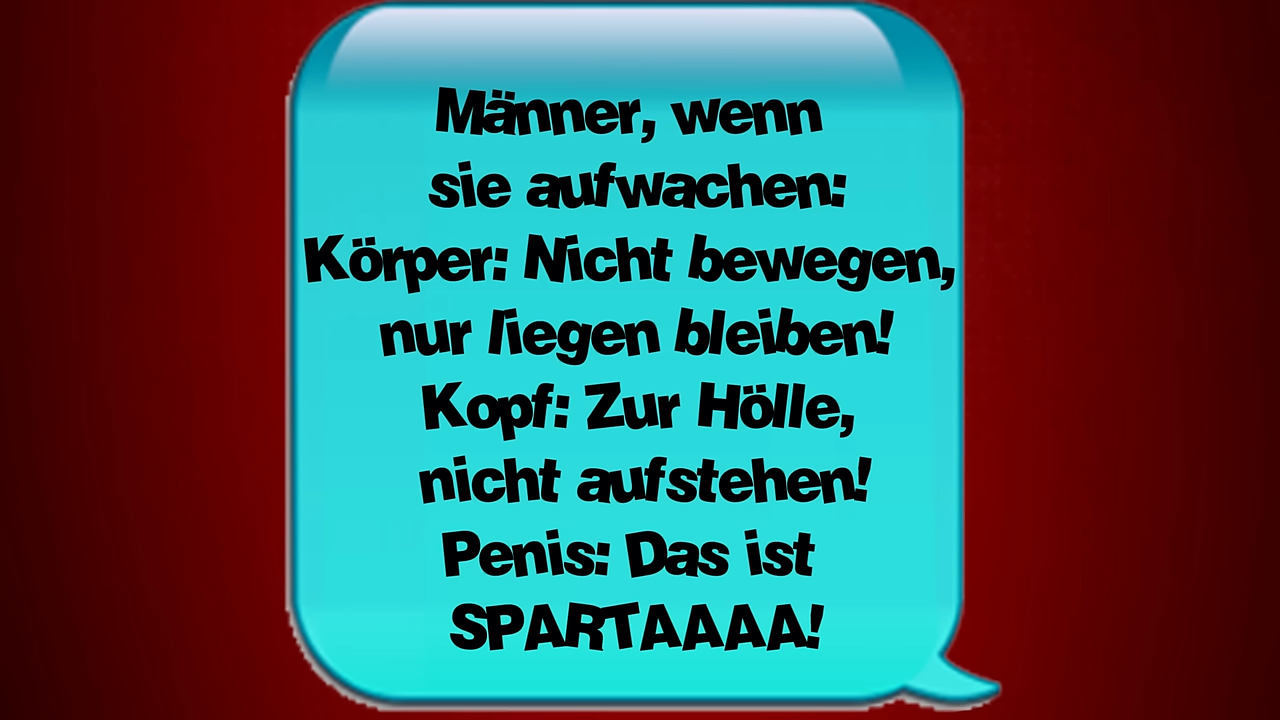 Männer, wenn
sie aufwachen:
Körper: Nicht bewegen,
nur liegen bleiben!
Kopf: Zur Hölle,
nicht aufstehen!
Penis: Das ist
SPARTAAAA!